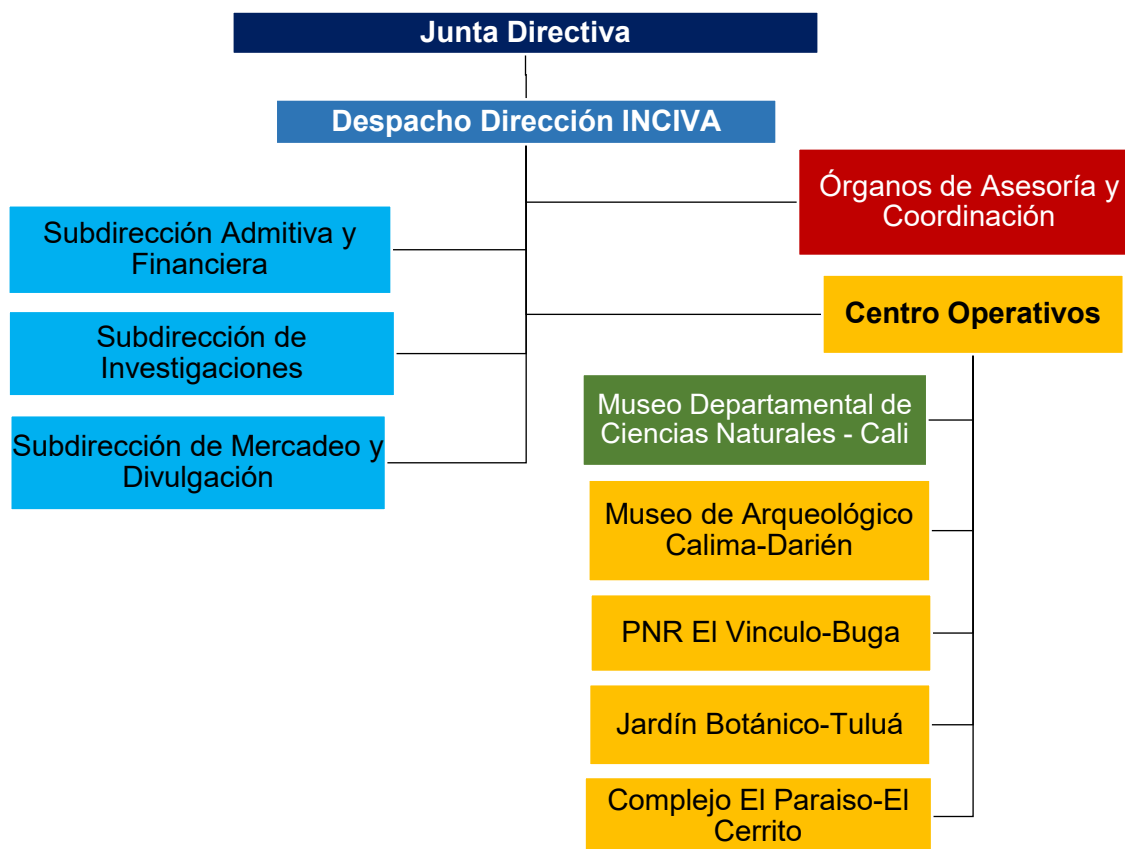 Junta Directiva
Despacho Dirección INCIVA
Órganos de Asesoría y
Coordinación
Subdirección Admitiva y
Financiera
Centro Operativos
Subdirección de
Investigaciones
Museo Departamental de
Ciencias Naturales - Cali
Subdirección de Mercadeo y
Divulgación
Museo de Arqueológico
Calima-Darién
PNR El Vinculo-Buga
Jardín Botánico-Tuluá
Complejo El Paraiso-El
Cerrito